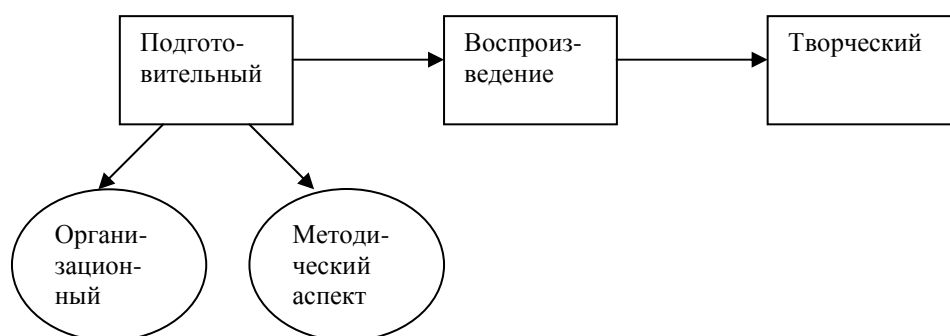 Подгото-
вительный
Воспроиз-
ведение
Творческий
Органи-
зацион-
ный
Методи-
ческий
аспект